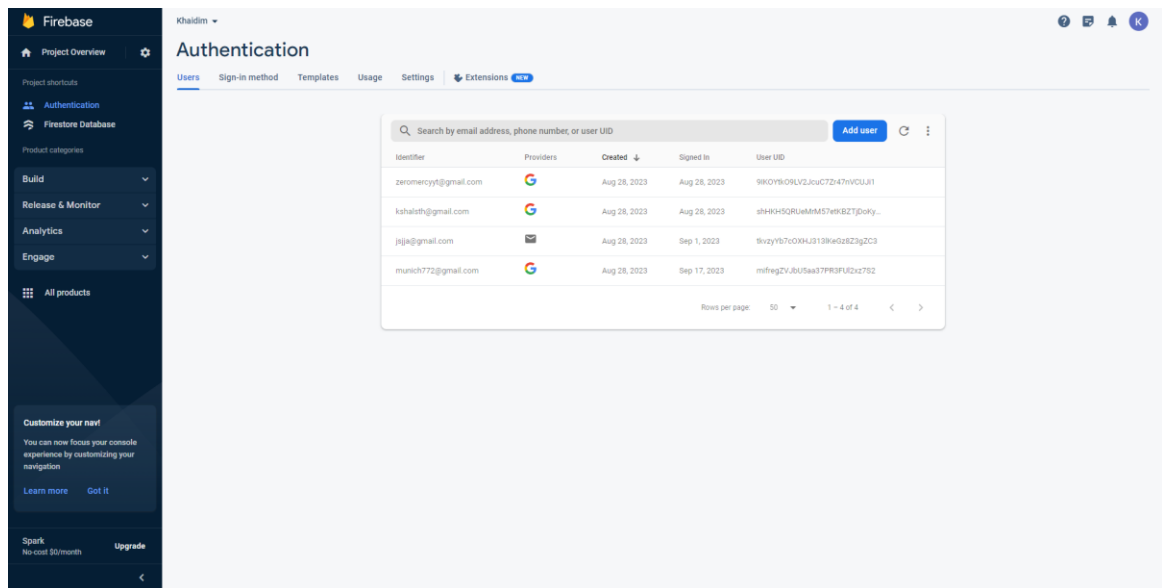 Firebase
Project Overview
Project shortcuts
Authentication
Firestore Database
Product categories
Build
Release & Monitor
Analytics
Engage
All products
Customize your nav!
You can now focus your console
experience by customizing your
navigation
Learn more Got it
Spark
No-cost $0/month
Upgrade
Khaidim
K
Authentication
Users Sign-in method Templates Usage Settings Extensions NEW
Search by email address, phone number, or user UID Add user
Identifier Providers Created Signed In User UID
zeromercyyt@gmail.com Aug 28, 2023 Aug 28, 2023
kshaisth@gmail.com Aug 28, 2023 Aug 28, 2023
jsjja@gmail.com Aug 28, 2023 Sep 1, 2023
munich772@gmail.com Aug 28, 2023 Sep 17, 2023
Rows per page: 50 1 – 4 of 4